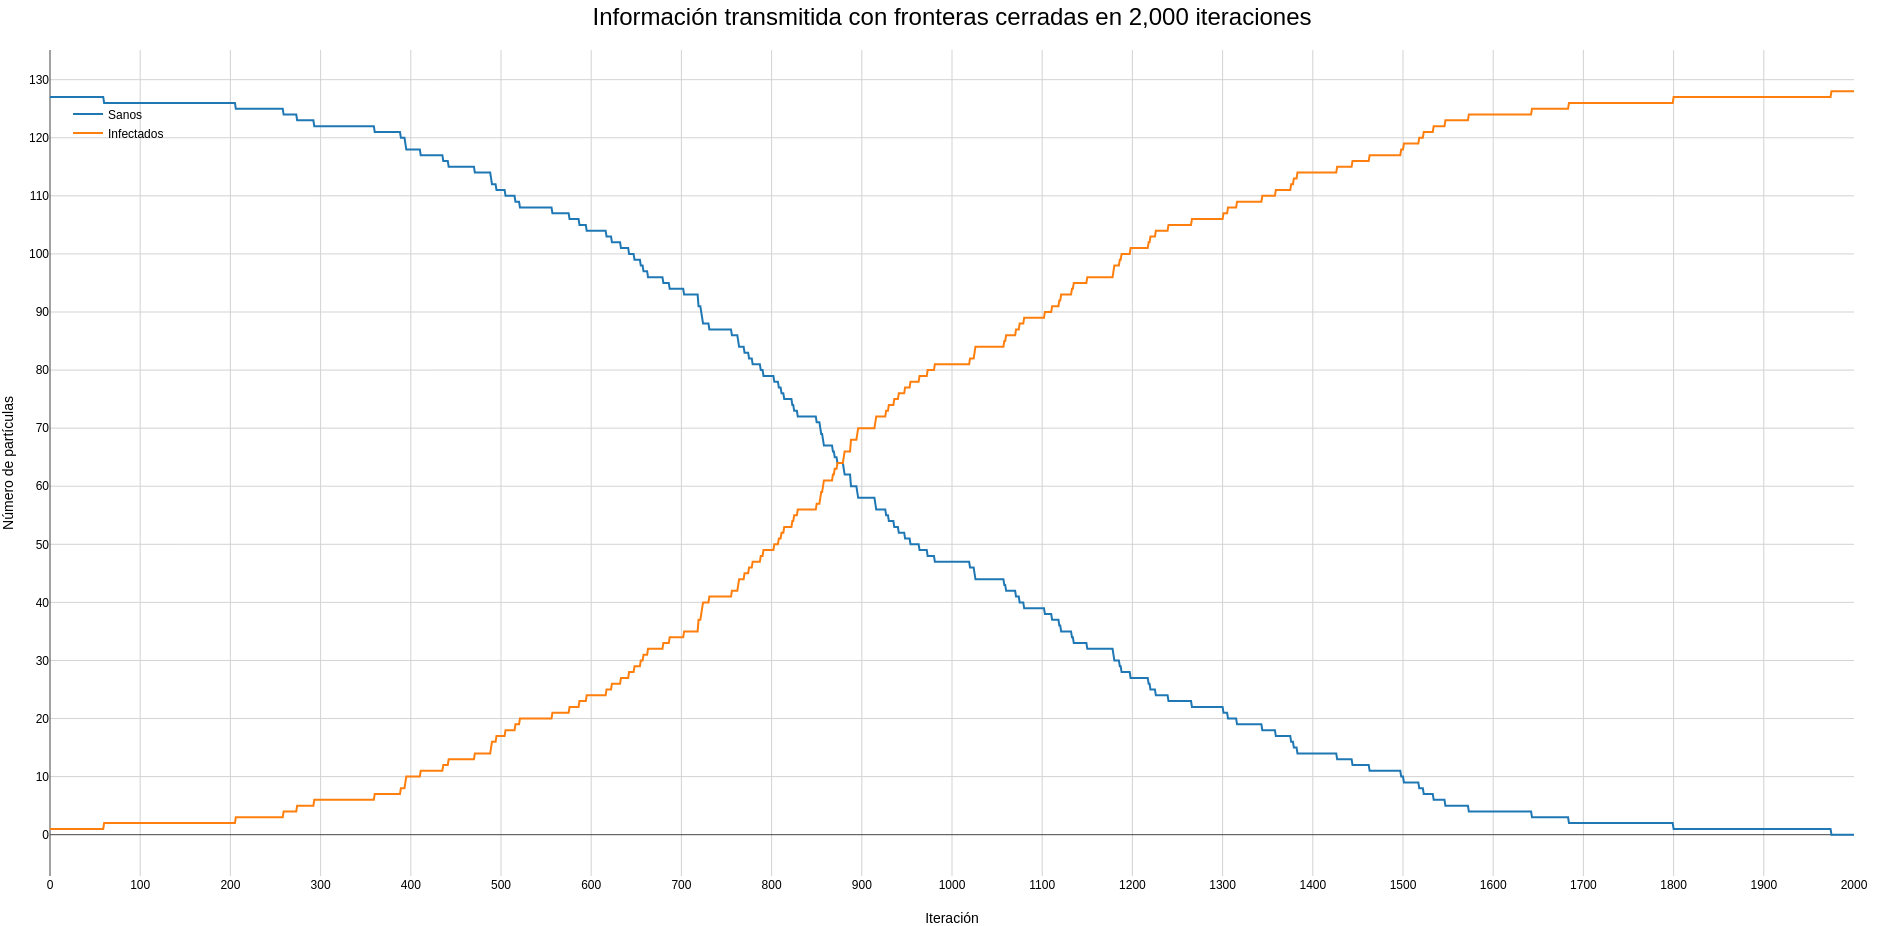 Información transmitida con fronteras cerradas en 2,000 iteraciones
Sanos
Infectados
Número de partículas
130
120
110
100
90
80
70
60
50
40
30
20
10
0
0 100 200 300 400 500 600 700 800 900 1000 1100 1200 1300 1400 1500 1600 1700 1800 1900 2000
Iteración